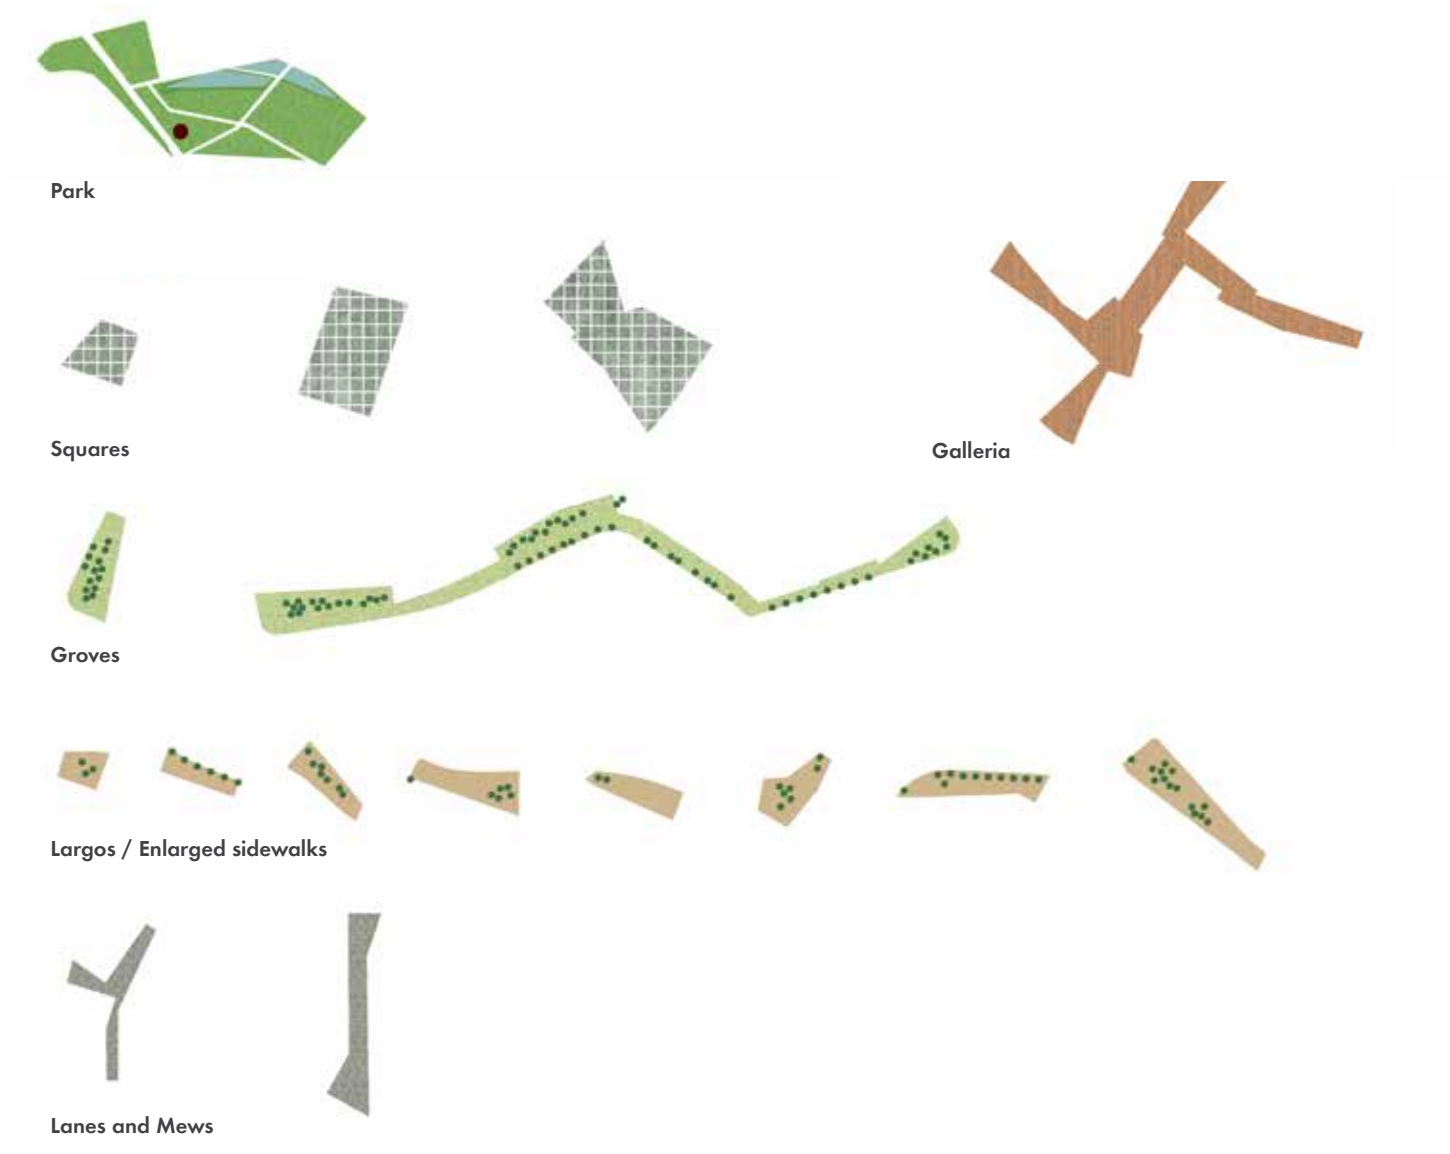 Park
Squares
Galleria
Groves
Largos / Enlarged sidewalks
Lanes and Mews